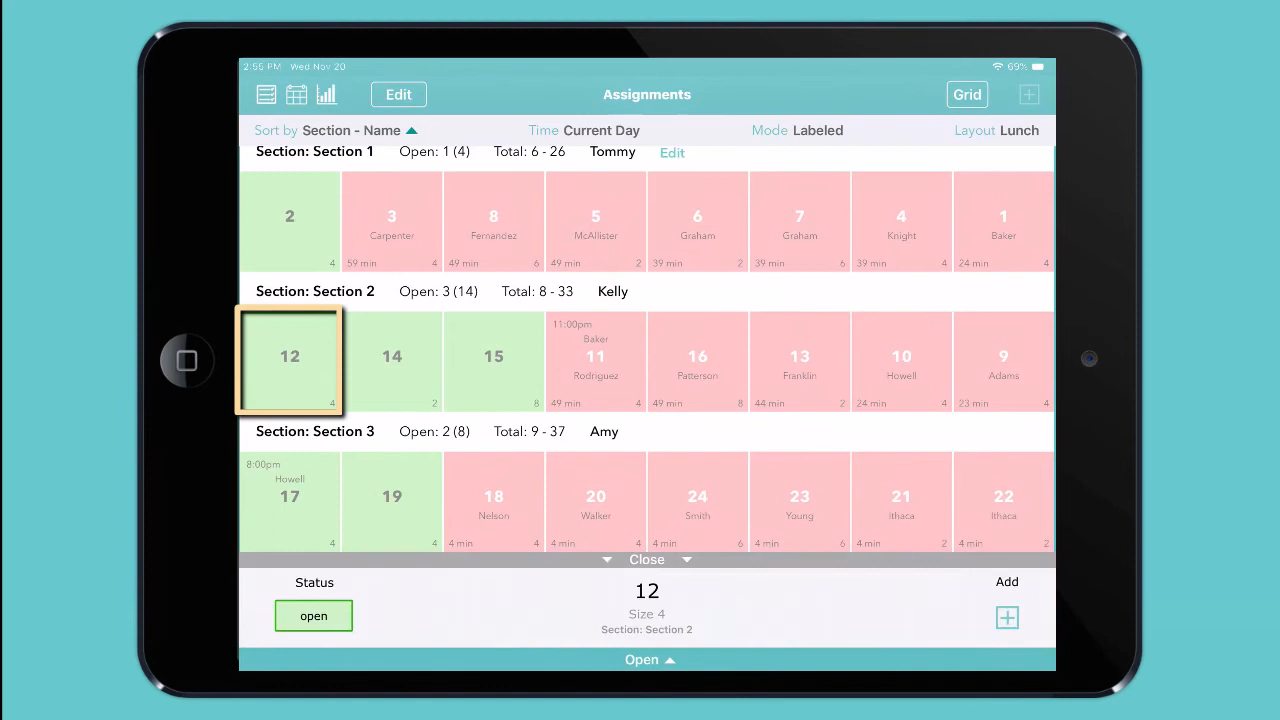 2:55 PM Wed Nov 20 69%
Edit Assignments Grid
Sort by Section - Name Time Current Day Mode Labeled Layout Lunch
Section: Section 1 Open: 1 (4) Total: 6 - 26 Tommy Edit
2 3 8 5 6 7 4 1
Carpenter Fernandez McAllister Graham Graham Knight Baker
4 59 min 4 49 min 6 49 min 2 39 min 2 39 min 6 39 min 4 24 min 4
Section: Section 2 Open: 3 (14) Total: 8 - 33 Kelly
11:00pm
Baker
12 14 15 11 16 13 10 9
Rodriguez Patterson Franklin Howell Adams
4 2 8 49 min 4 49 min 8 44 min 2 24 min 4 23 min 4
Section: Section 3 Open: 2 (8) Total: 9 - 37 Amy
8:00pm
Howell
17 19 18 20 24 23 21 22
Nelson Walker Smith Young Ithaca Ithaca
4 4 4 min 4 4 min 4 4 min 6 4 min 6 4 min 2 4 min 2
Close
Status 12 Add
open Size 4
Section: Section 2
Open